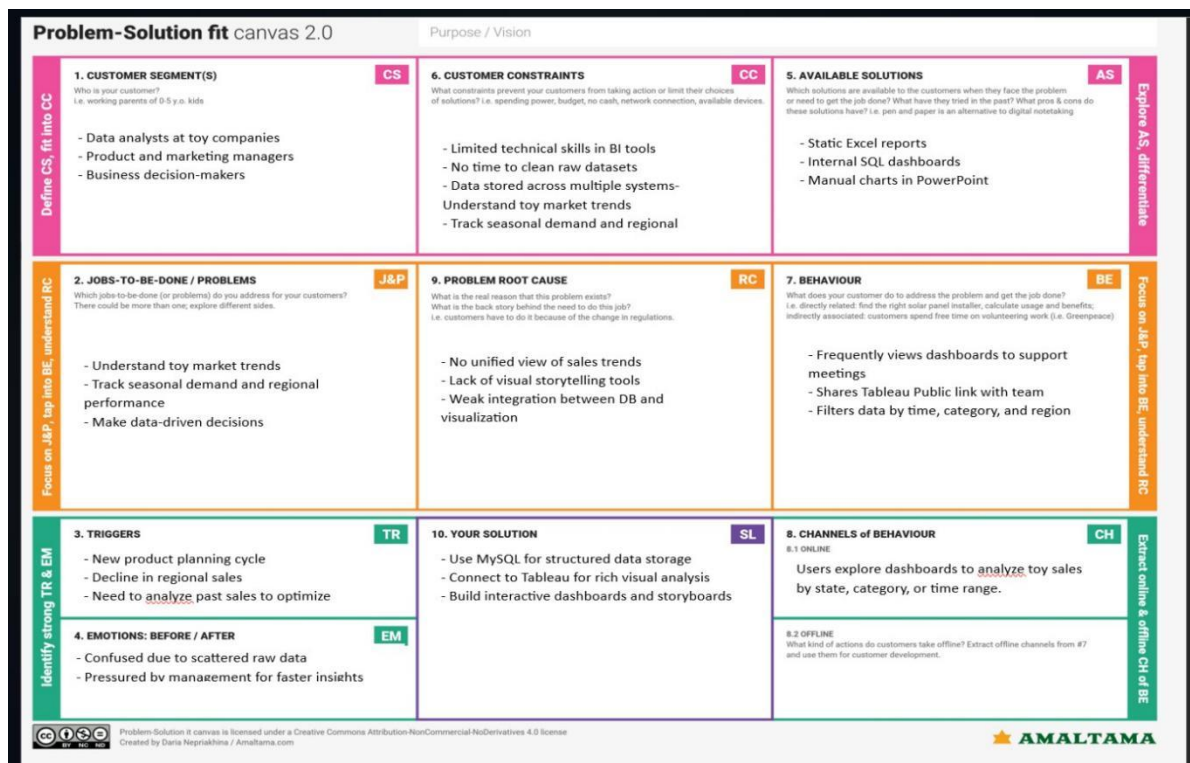 Problem-Solution fit canvas 2.0
Purpose / Vision
Define CS, fit into CC
1. CUSTOMER SEGMENT(S)
CS
Who is your customer?
i.e. working parents of 0-5 y.o. kids
- Data analysts at toy companies
- Product and marketing managers
- Business decision-makers
6. CUSTOMER CONSTRAINTS
CC
What constraints prevent your customers from taking action or limit their choices
of solutions? i.e. spending power, budget, no cash, network connection, available devices.
- Limited technical skills in BI tools
- No time to clean raw datasets
- Data stored across multiple systems-
Understand toy market trends
- Track seasonal demand and regional
5. AVAILABLE SOLUTIONS
AS
Which solutions are available to the customers when they face the problem
or need to get the job done? What have they tried in the past? What pros & cons do
these solutions have? i.e. pen and paper is an alternative to digital notetaking
- Static Excel reports
- Internal SQL dashboards
- Manual charts in PowerPoint
Explore AS, differentiate
Focus on J&P, tap into BE, understand RC
2. JOBS-TO-BE-DONE / PROBLEMS
J&P
Which jobs-to-be-done (or problems) do you address for your customers?
There could be more than one; explore different sides.
- Understand toy market trends
- Track seasonal demand and regional
performance
- Make data-driven decisions
9. PROBLEM ROOT CAUSE
RC
What is the real reason that this problem exists?
What is the back story behind the need to do this job?
i.e. customers have to do it because of the change in regulations.
- No unified view of sales trends
- Lack of visual storytelling tools
- Weak integration between DB and
visualization
7. BEHAVIOUR
BE
What does your customer do to address the problem and get the job done?
i.e. directly related: find the right solar panel installer, calculate usage and benefits;
indirectly associated: customers spend free time on volunteering work (i.e. Greenpeace)
- Frequently views dashboards to support
meetings
- Shares Tableau Public link with team
- Filters data by time, category, and region
Focus on J&P, tap into BE, understand RC
Identify strong TR & EM
3. TRIGGERS
TR
- New product planning cycle
- Decline in regional sales
- Need to analyze past sales to optimize
4. EMOTIONS: BEFORE / AFTER
EM
- Confused due to scattered raw data
- Pressured by management for faster insights
10. YOUR SOLUTION
SL
- Use MySQL for structured data storage
- Connect to Tableau for rich visual analysis
- Build interactive dashboards and storyboards
8. CHANNELS of BEHAVIOUR
CH
8.1 ONLINE
Users explore dashboards to analyze toy sales
by state, category, or time range.
8.2 OFFLINE
What kind of actions do customers take offline? Extract offline channels from #7
and use them for customer development.
Extract online & offline CH of BE
cc
BY NC ND
Problem-Solution fit canvas is licensed under a Creative Commons Attribution-NonCommercial-NoDerivatives 4.0 license
Created by Daria Nepriakhina / Amaltama.com
AMALTAMA